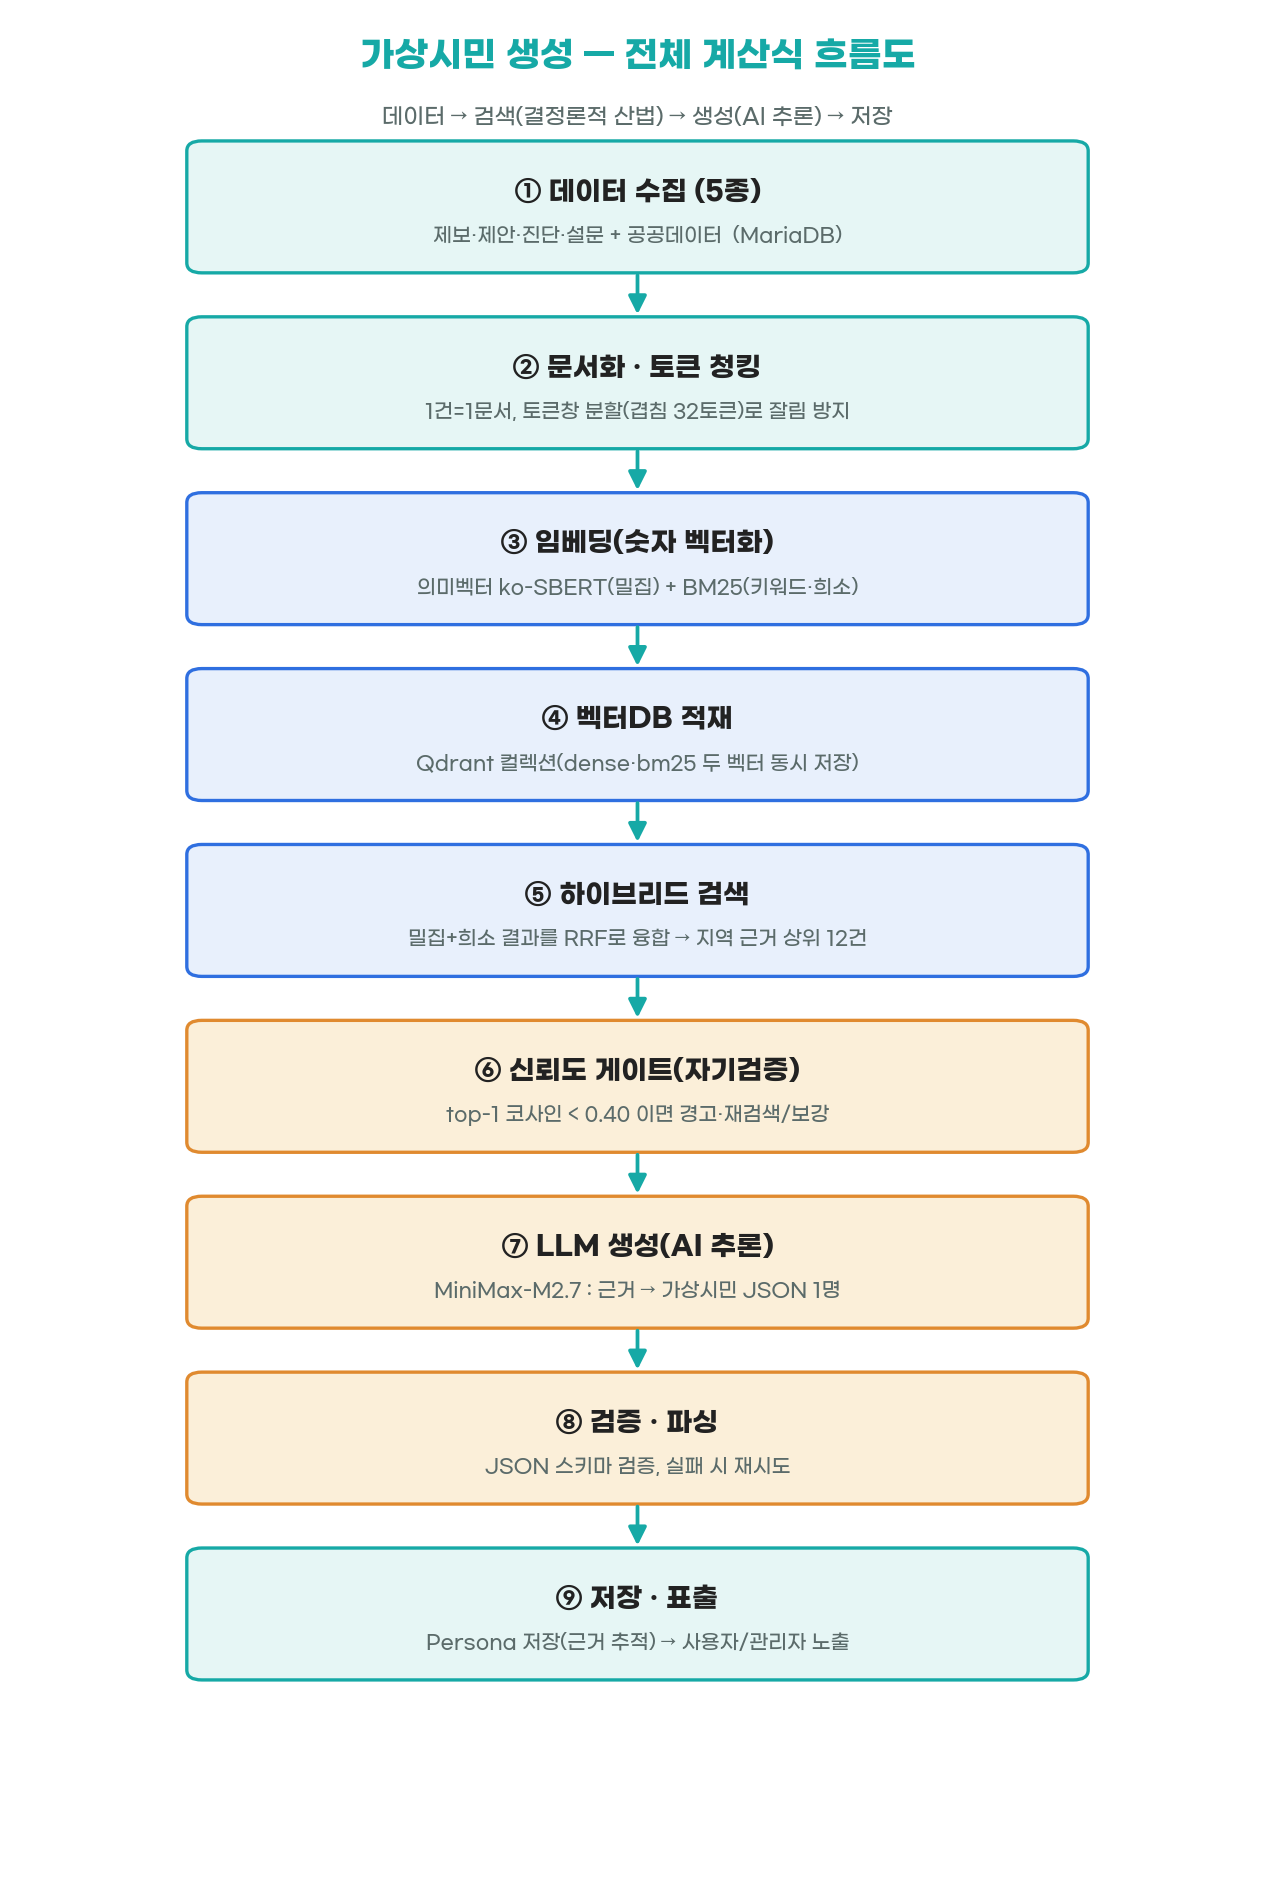 가상시민 생성 — 전체 계산식 흐름도
데이터 → 검색(결정론적 산법) → 생성(AI 추론) → 저장
① 데이터 수집 (5종)
제보·제안·진단·설문 + 공공데이터 (MariaDB)
② 문서화 · 토큰 청킹
1건=1문서, 토큰창 분할(겹침 32토큰)로 잘림 방지
③ 임베딩(숫자 벡터화)
의미벡터 ko-SBERT(밀집) + BM25(키워드·희소)
④ 벡터DB 적재
Qdrant 컬렉션(dense·bm25 두 벡터 동시 저장)
⑤ 하이브리드 검색
밀집+희소 결과를 RRF로 융합 → 지역 근거 상위 12건
⑥ 신뢰도 게이트(자기검증)
top-1 코사인 < 0.40 이면 경고·재검색/보강
⑦ LLM 생성(AI 추론)
MiniMax-M2.7 : 근거 → 가상시민 JSON 1명
⑧ 검증 · 파싱
JSON 스키마 검증, 실패 시 재시도
⑨ 저장 · 표출
Persona 저장(근거 추적) → 사용자/관리자 노출